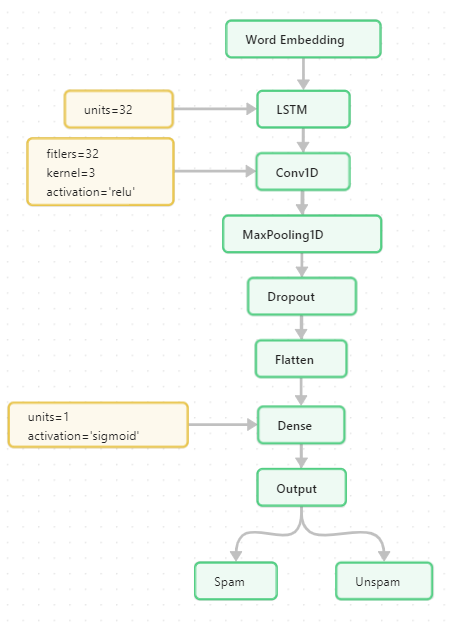 Word Embedding
units=32
LSTM
fitlers=32
kernel=3
activation='relu'
Conv1D
MaxPooling1D
Dropout
Flatten
units=1
activation='sigmoid'
Dense
Output
Spam
Unspam